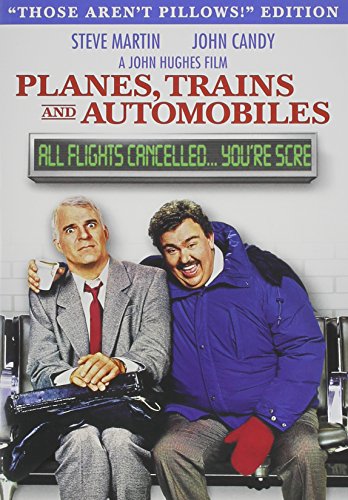 "THOSE AREN'T PILLOWS!" EDITION
STEVE MARTIN JOHN CANDY
A JOHN HUGHES FILM
PLANES, TRAINS
AND AUTOMOBILES
ALL FLIGHTS CANCELLED... YOU'RE SCRE